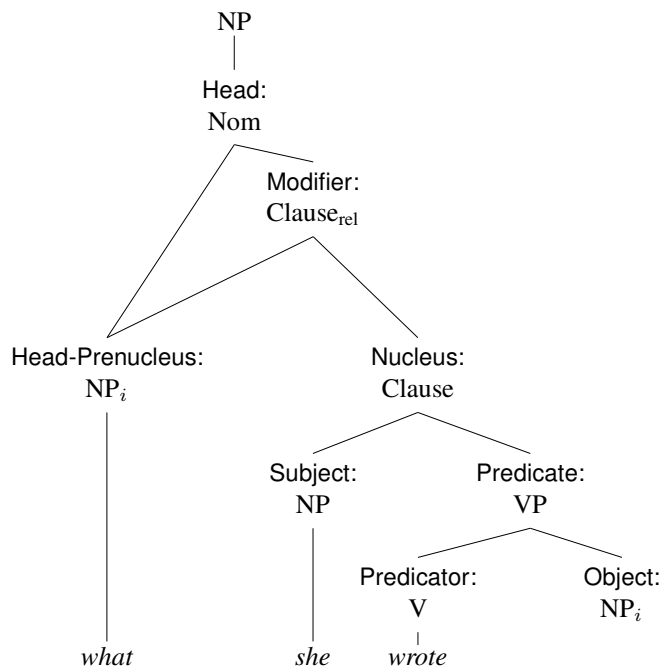 NP
Head:
Nom
Modifier:
Clause_rel
Head-Prenucleus: Nucleus:
NP_i Clause
Subject: Predicate:
NP VP
Predicator: Object:
V NP_i
what she wrote